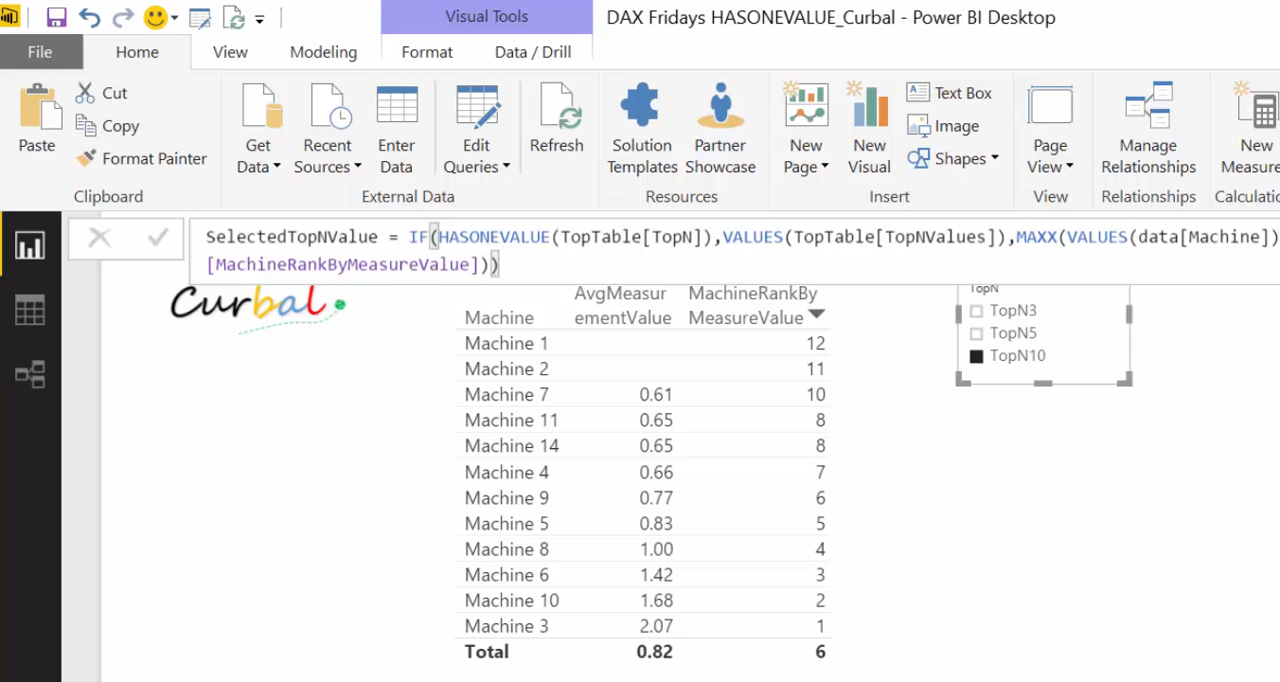 Visual Tools
DAX Fridays HASONEVALUE_Curbal - Power BI Desktop
File Home View Modeling Format Data / Drill
Paste
Cut
Copy
Format Painter
Clipboard
Get Data
Recent Sources
Enter Data
Edit Queries
External Data
Refresh
Solution Templates
Partner Showcase
Resources
New Page
New Visual
Text Box
Image
Shapes
Insert
Page View
View
Manage Relationships
Relationships
New
Measure
Calculatic
SelectedTopNValue = IF(HASONEVALUE(TopTable[TopN]),VALUES(TopTable[TopNValues]),MAXX(VALUES(data[Machine])
[MachineRankByMeasureValue]))
Curbal
Machine AvgMeasurementValue MachineRankByMeasureValue
Machine 1 12
Machine 2 11
Machine 7 0.61 10
Machine 11 0.65 8
Machine 14 0.65 8
Machine 4 0.66 7
Machine 9 0.77 6
Machine 5 0.83 5
Machine 8 1.00 4
Machine 6 1.42 3
Machine 10 1.68 2
Machine 3 2.07 1
Total 0.82 6
TopN
TopN3
TopN5
TopN10